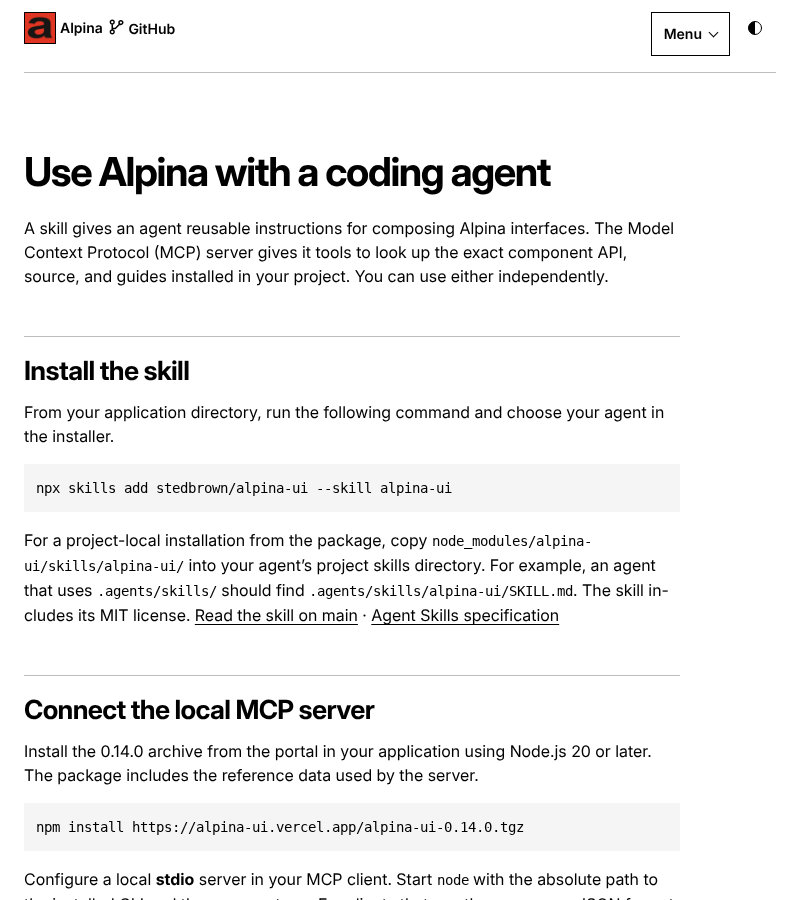 a Alpina GitHub Menu
Use Alpina with a coding agent
A skill gives an agent reusable instructions for composing Alpina interfaces. The Model
Context Protocol (MCP) server gives it tools to look up the exact component API,
source, and guides installed in your project. You can use either independently.
Install the skill
From your application directory, run the following command and choose your agent in
the installer.
npx skills add stedbrown/alpina-ui --skill alpina-ui
For a project-local installation from the package, copy node_modules/alpina-
ui/skills/alpina-ui/ into your agent’s project skills directory. For example, an agent
that uses .agents/skills/ should find .agents/skills/alpina-ui/SKILL.md. The skill in-
cludes its MIT license. Read the skill on main · Agent Skills specification
Connect the local MCP server
Install the 0.14.0 archive from the portal in your application using Node.js 20 or later.
The package includes the reference data used by the server.
npm install https://alpina-ui.vercel.app/alpina-ui-0.14.0.tgz
Configure a local stdio server in your MCP client. Start node with the absolute path to